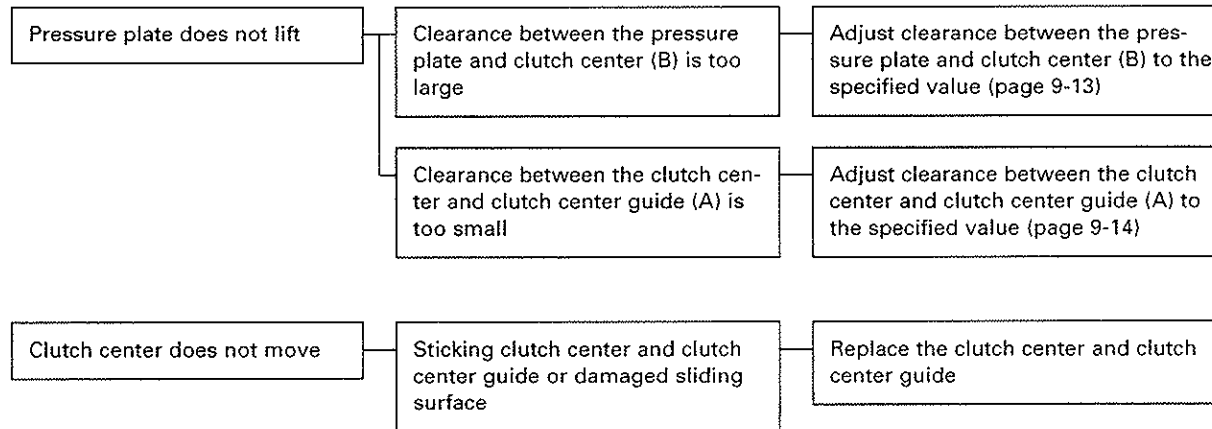 Pressure plate does not lift
Clearance between the pressure
plate and clutch center (B) is too
large
Adjust clearance between the pres-
sure plate and clutch center (B) to the
specified value (page 9-13)
Clearance between the clutch cen-
ter and clutch center guide (A) is
too small
Adjust clearance between the clutch
center and clutch center guide (A) to
the specified value (page 9-14)
Clutch center does not move
Sticking clutch center and clutch
center guide or damaged sliding
surface
Replace the clutch center and clutch
center guide